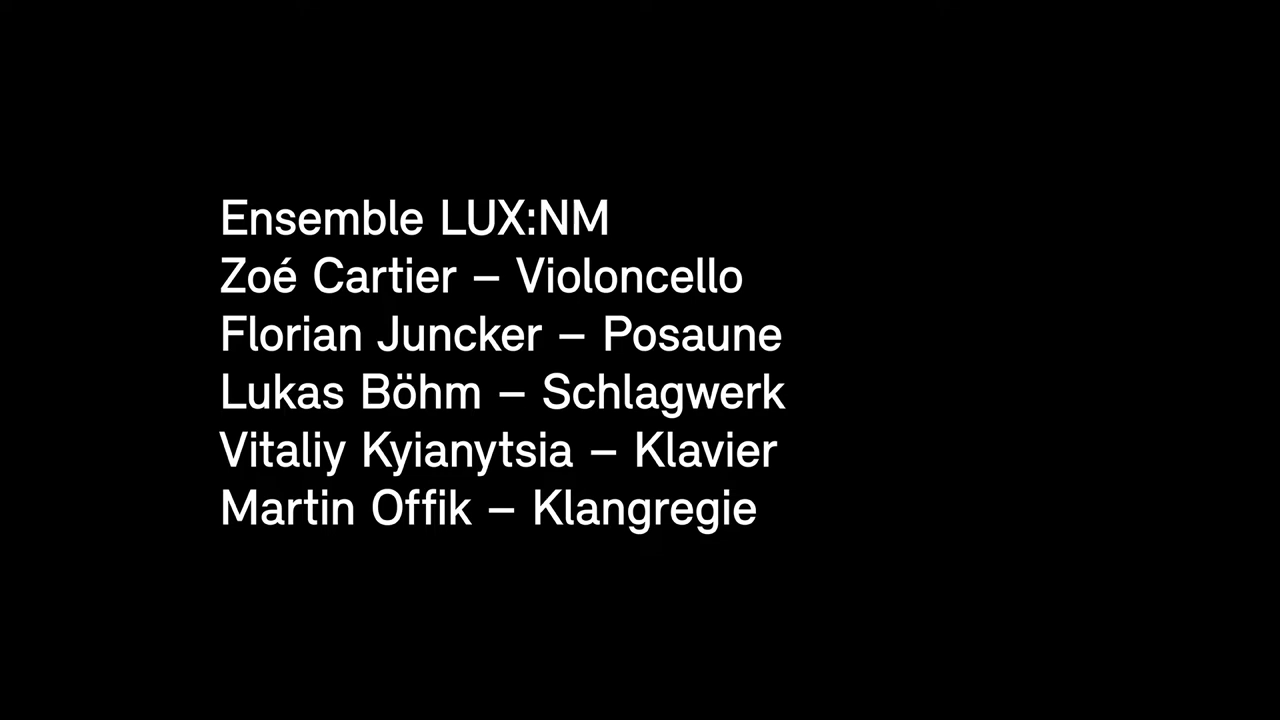 Ensemble LUX:NM
Zoé Cartier – Violoncello
Florian Juncker – Posaune
Lukas Böhm – Schlagwerk
Vitaliy Kyianytsia – Klavier
Martin Offik – Klangregie